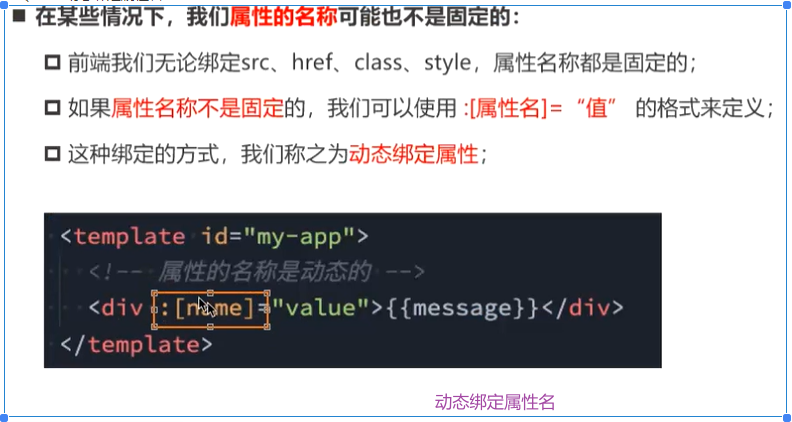 在某些情况下，我们属性的名称可能也不是固定的：
前端我们无论绑定src、href、class、style，属性名称都是固定的；
如果属性名称不是固定的，我们可以使用 :[属性名]=“值” 的格式来定义；
这种绑定的方式，我们称之为动态绑定属性；
<template id="my-app">
<!-- 属性的名称是动态的 -->
<div :[name]="value">{{message}}</div>
</template>
动态绑定属性名